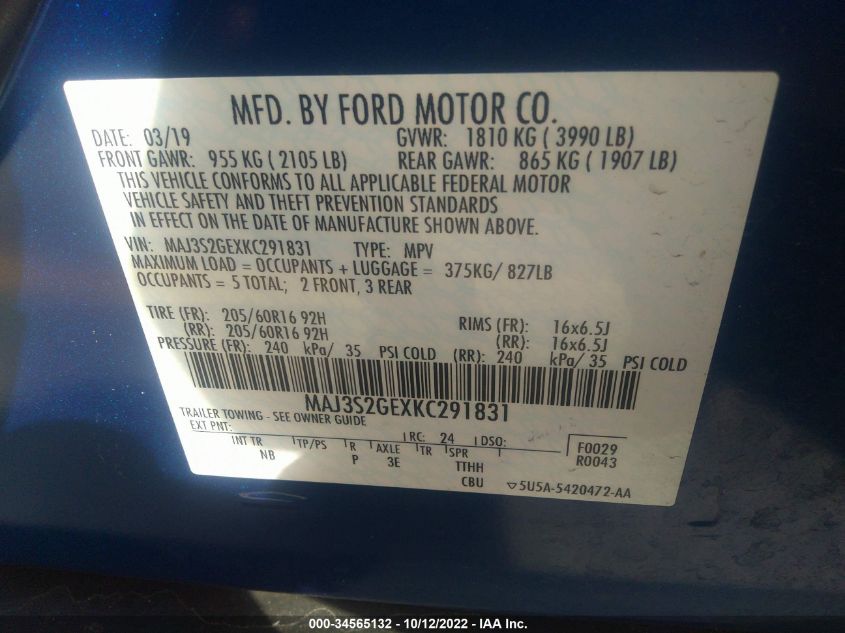 MFD. BY FORD MOTOR CO.
DATE: 03/19 GVWR: 1810 KG ( 3990 LB)
FRONT GAWR: 955 KG ( 2105 LB) REAR GAWR: 865 KG ( 1907 LB)
THIS VEHICLE CONFORMS TO ALL APPLICABLE FEDERAL MOTOR
VEHICLE SAFETY AND THEFT PREVENTION STANDARDS
IN EFFECT ON THE DATE OF MANUFACTURE SHOWN ABOVE.
VIN: MAJ3S2GEXKC291831 TYPE: MPV
MAXIMUM LOAD = OCCUPANTS + LUGGAGE = 375KG/ 827LB
OCCUPANTS = 5 TOTAL; 2 FRONT, 3 REAR
TIRE (FR): 205/60R16 92H RIMS (FR): 16x6.5J
(RR): 205/60R16 92H (RR): 16x6.5J
PRESSURE (FR): 240 kPa/ 35 PSI COLD (RR): 240 kPa/ 35 PSI COLD
MAJ3S2GEXKC291831
TRAILER TOWING - SEE OWNER GUIDE
EXT PNT: RC: 24 DSO: F0029
INT TR TP/PS R AXLE TR SPR R0043
NB P 3E TTHH
CBU 5U5A-5420472-AA
000-34565132 - 10/12/2022 - IAA Inc.